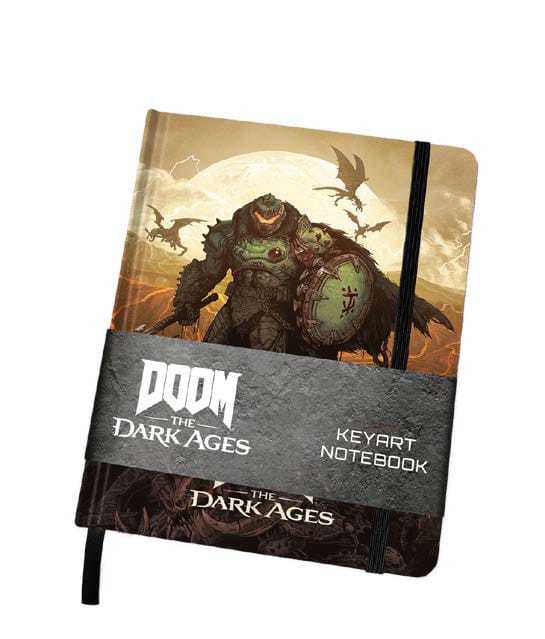 DOOM
THE
DARK AGES
KEYART
NOTEBOOK
THE
DARK AGES